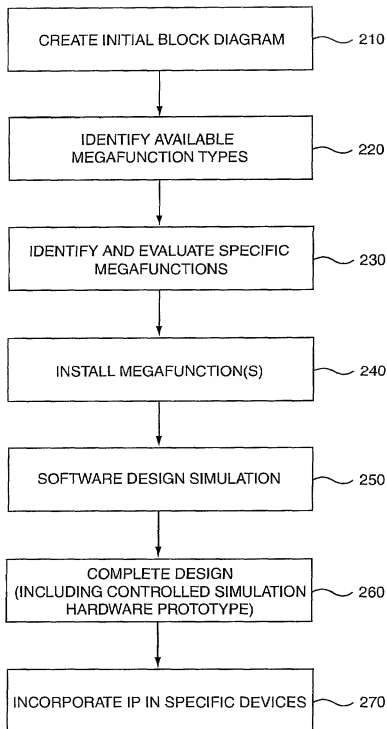 CREATE INITIAL BLOCK DIAGRAM 210
IDENTIFY AVAILABLE
MEGAFUNCTION TYPES
220
IDENTIFY AND EVALUATE SPECIFIC
MEGAFUNCTIONS
230
INSTALL MEGAFUNCTION(S) 240
SOFTWARE DESIGN SIMULATION 250
COMPLETE DESIGN
(INCLUDING CONTROLLED SIMULATION
HARDWARE PROTOTYPE)
260
INCORPORATE IP IN SPECIFIC DEVICES 270